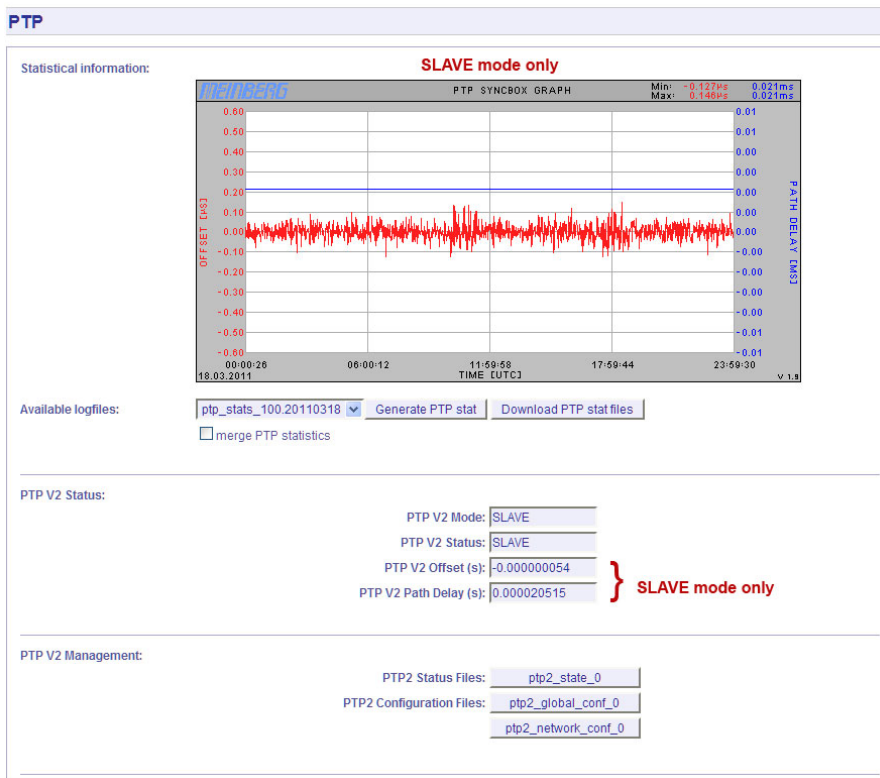 PTP
Statistical information:
SLAVE mode only
MEINBERG PTP SYNCBOX GRAPH Min: -0.127µs 0.021ms
Max: 0.146µs 0.021ms
0.60 0.01
0.50 0.00
0.40 0.00
0.30 0.00
0.20 0.00
0.10 0.00
0.00 0.00
-0.10 -0.00
-0.20 -0.00
-0.30 -0.00
-0.40 -0.00
-0.50 -0.01
-0.60 -0.01
OFFSET [µS]
PATH DELAY [MS]
00:00:26 06:00:12 11:59:58 17:59:44 23:59:30
18.03.2011 TIME [UTC] V 1.8
Available logfiles: ptp_stats_100.20110318 Generate PTP stat Download PTP stat files
merge PTP statistics
PTP V2 Status:
PTP V2 Mode: SLAVE
PTP V2 Status: SLAVE
PTP V2 Offset (s): -0.000000054
PTP V2 Path Delay (s): 0.000020515
} SLAVE mode only
PTP V2 Management:
PTP2 Status Files: ptp2_state_0
PTP2 Configuration Files: ptp2_global_conf_0
ptp2_network_conf_0